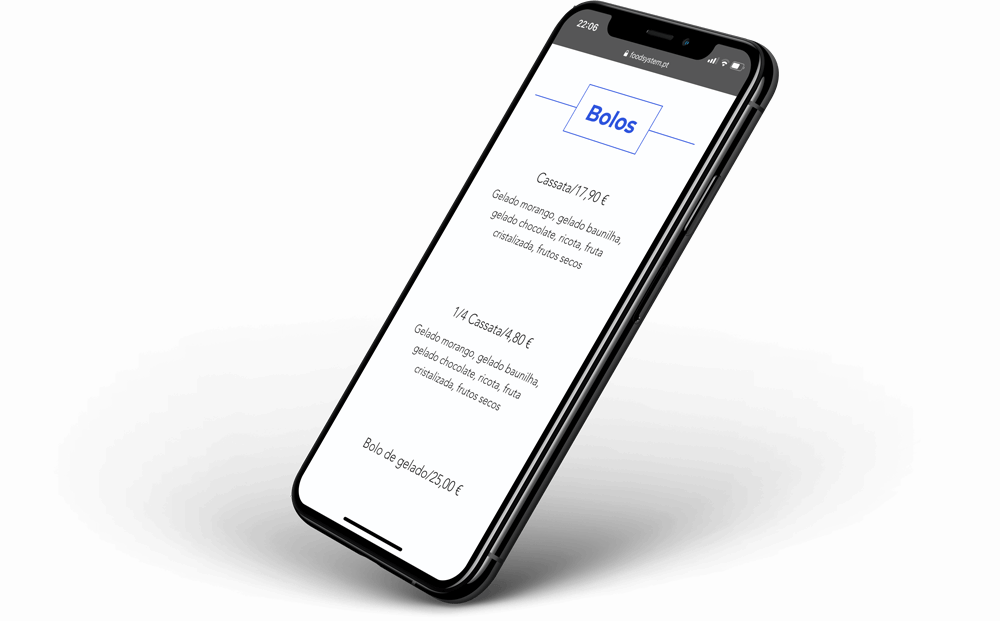 22:06
foodsystem.pt
Bolos
Cassata/17,90 €
Gelado morango, gelado baunilha,
gelado chocolate, ricota, fruta
cristalizada, frutos secos
1/4 Cassata/4,80 €
Gelado morango, gelado baunilha,
gelado chocolate, ricota, fruta
cristalizada, frutos secos
Bolo de gelado/25,00 €